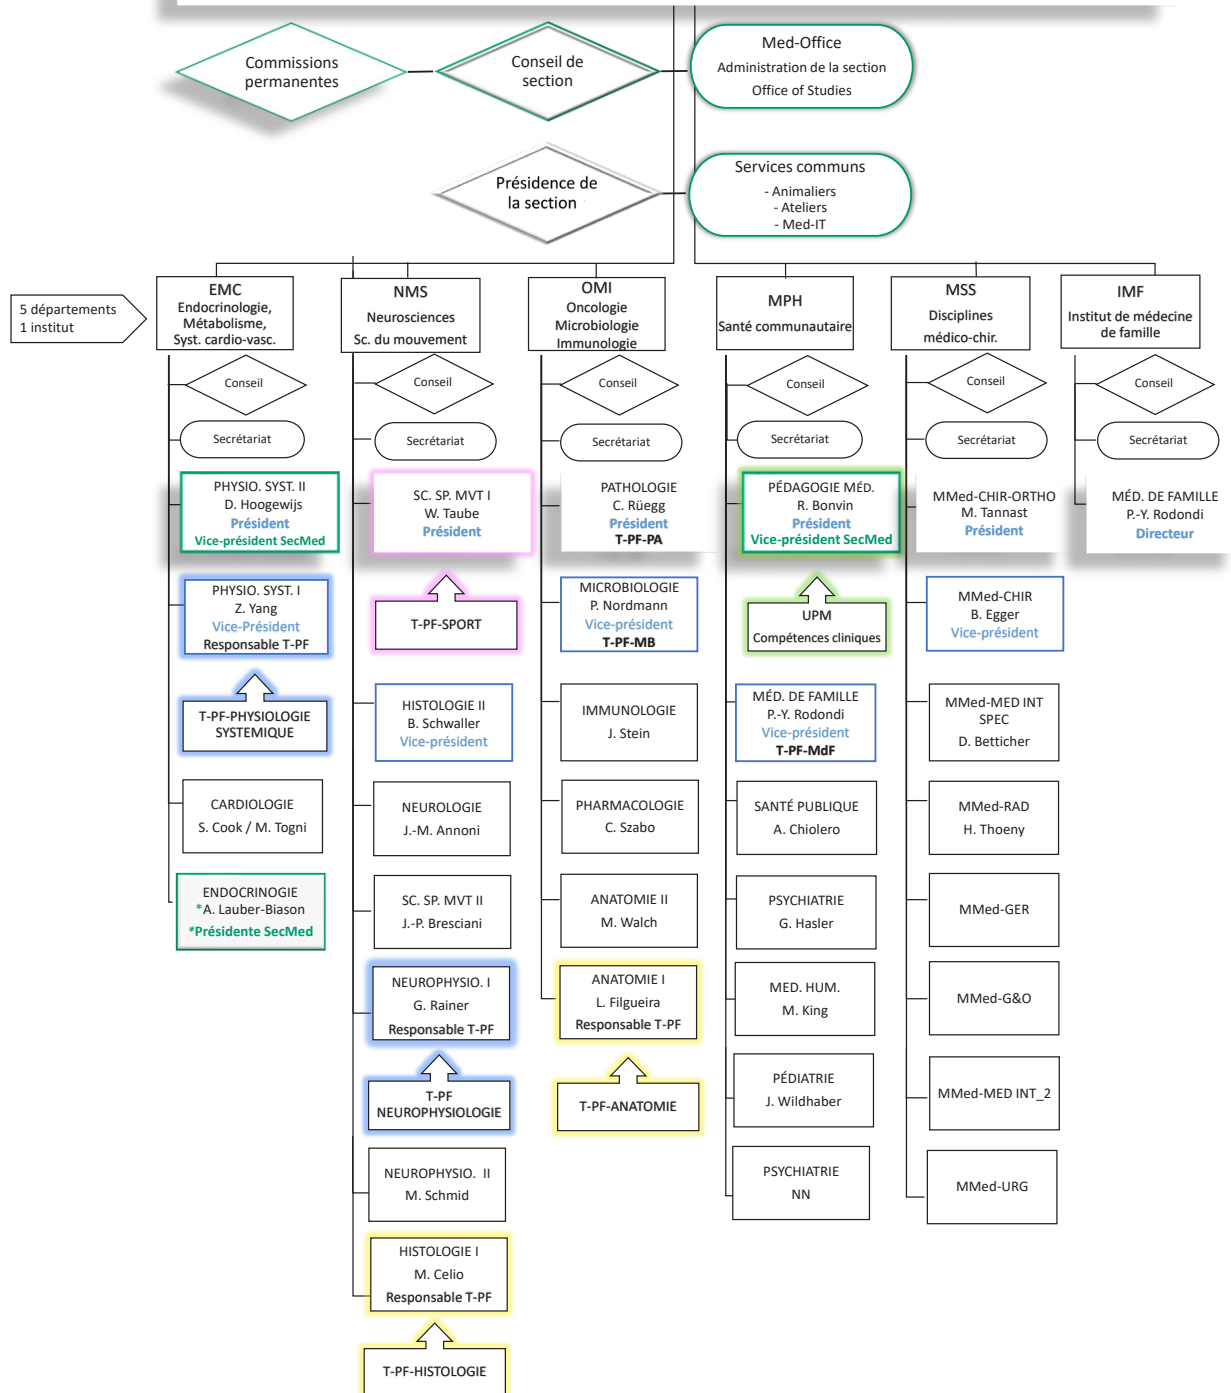 Commissions
permanentes
Conseil de
section
Med-Office
Administration de la section
Office of Studies
Présidence de
la section
Services communs
- Animaliers
- Ateliers
- Med-IT
5 départements
1 institut
EMC
Endocrinologie,
Métabolisme,
Syst. cardio-vasc.
Conseil
Secrétariat
PHYSIO. SYST. II
D. Hoogewijs
Président
Vice-président SecMed
PHYSIO. SYST. I
Z. Yang
Vice-Président
Responsable T-PF
T-PF-PHYSIOLOGIE
SYSTEMIQUE
CARDIOLOGIE
S. Cook / M. Togni
ENDOCRINOGIE
*A. Lauber-Biason
*Présidente SecMed
NMS
Neurosciences
Sc. du mouvement
Conseil
Secrétariat
SC. SP. MVT I
W. Taube
Président
T-PF-SPORT
HISTOLOGIE II
B. Schwaller
Vice-président
NEUROLOGIE
J.-M. Annoni
SC. SP. MVT II
J.-P. Bresciani
NEUROPHYSIO. I
G. Rainer
Responsable T-PF
T-PF
NEUROPHYSIOLOGIE
NEUROPHYSIO. II
M. Schmid
HISTOLOGIE I
M. Celio
Responsable T-PF
T-PF-HISTOLOGIE
OMI
Oncologie
Microbiologie
Immunologie
Conseil
Secrétariat
PATHOLOGIE
C. Rüegg
Président
T-PF-PA
MICROBIOLOGIE
P. Nordmann
Vice-président
T-PF-MB
IMMUNOLOGIE
J. Stein
PHARMACOLOGIE
C. Szabo
ANATOMIE II
M. Walch
ANATOMIE I
L. Filgueira
Responsable T-PF
T-PF-ANATOMIE
MPH
Santé communautaire
Conseil
Secrétariat
PÉDAGOGIE MÉD.
R. Bonvin
Président
Vice-président SecMed
UPM
Compétences cliniques
MÉD. DE FAMILLE
P.-Y. Rodondi
Vice-président
T-PF-MdF
SANTÉ PUBLIQUE
A. Chiolero
PSYCHIATRIE
G. Hasler
MED. HUM.
M. King
PÉDIATRIE
J. Wildhaber
PSYCHIATRIE
NN
MSS
Disciplines
médico-chir.
Conseil
Secrétariat
MMed-CHIR-ORTHO
M. Tannast
Président
MMed-CHIR
B. Egger
Vice-président
MMed-MED INT
SPEC
D. Betticher
MMed-RAD
H. Thoeny
MMed-GER
MMed-G&O
MMed-MED INT_2
MMed-URG
IMF
Institut de médecine
de famille
Conseil
Secrétariat
MÉD. DE FAMILLE
P.-Y. Rodondi
Directeur